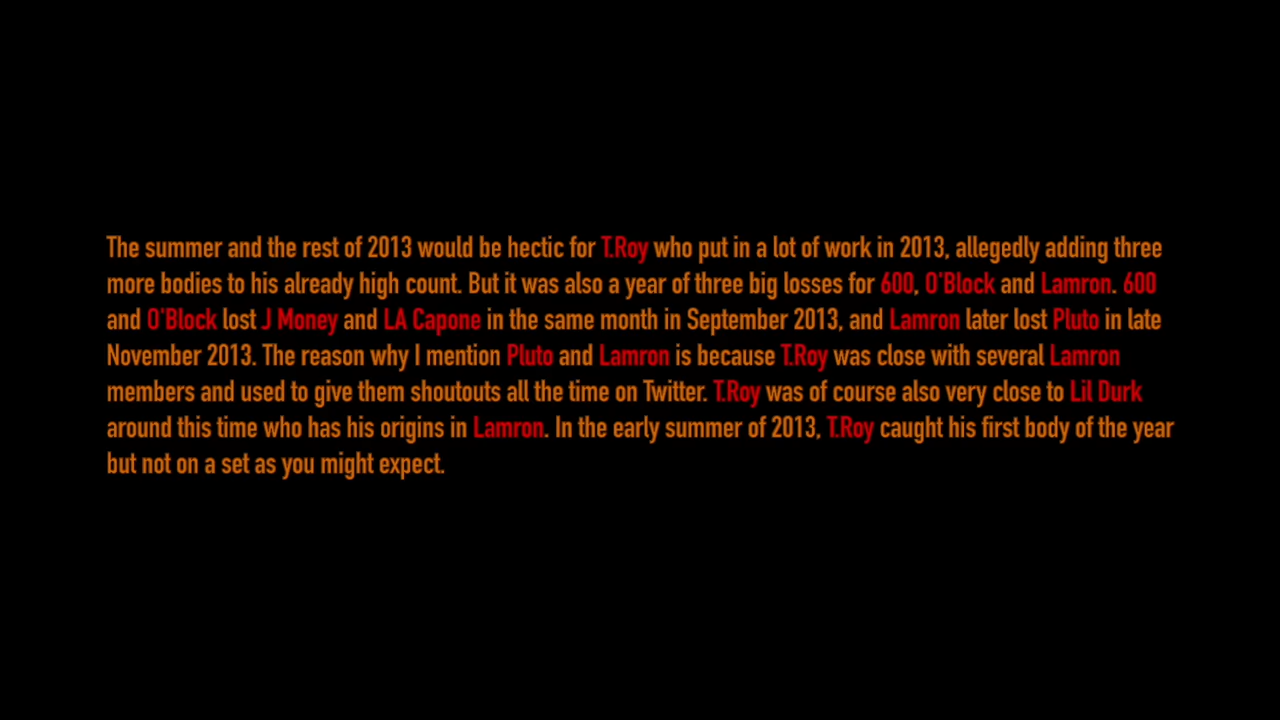 The summer and the rest of 2013 would be hectic for T.Roy who put in a lot of work in 2013, allegedly adding three
more bodies to his already high count. But it was also a year of three big losses for 600, O'Block and Lamron. 600
and O'Block lost J Money and LA Capone in the same month in September 2013, and Lamron later lost Pluto in late
November 2013. The reason why I mention Pluto and Lamron is because T.Roy was close with several Lamron
members and used to give them shoutouts all the time on Twitter. T.Roy was of course also very close to Lil Durk
around this time who has his origins in Lamron. In the early summer of 2013, T.Roy caught his first body of the year
but not on a set as you might expect.